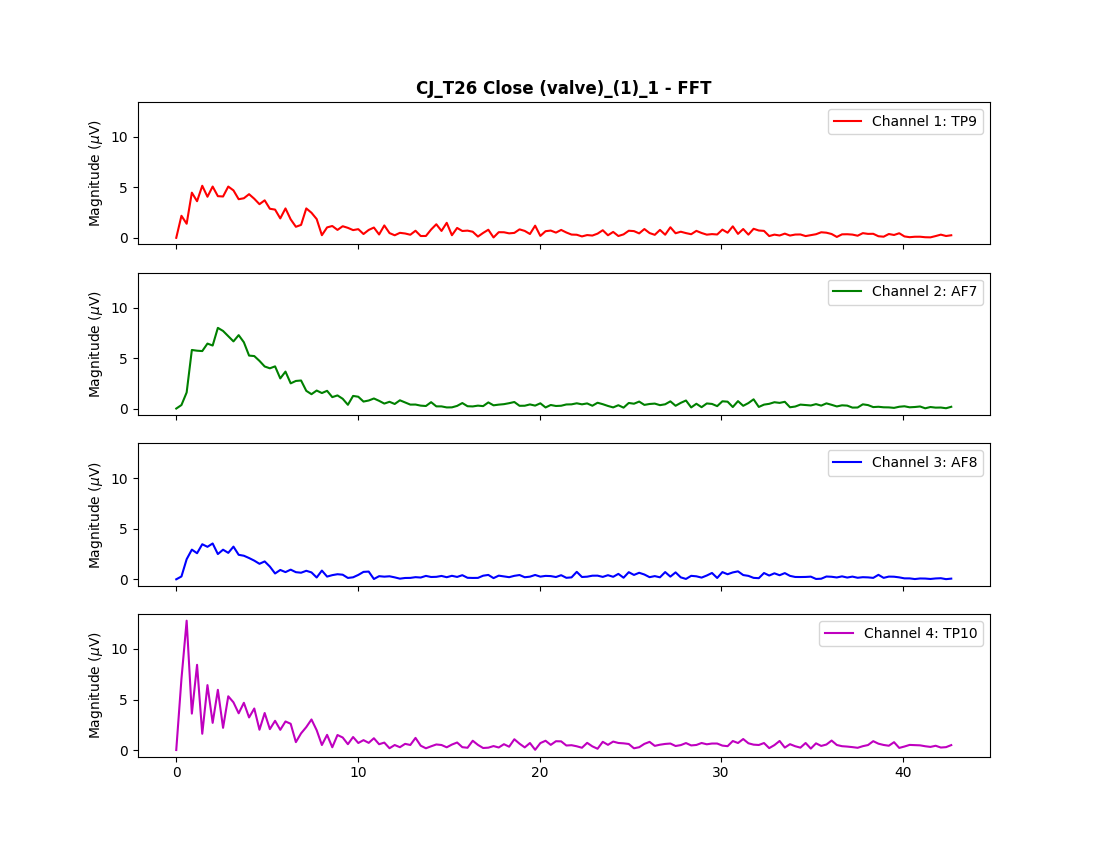 CJ_T26 Close (valve)_(1)_1 - FFT
Magnitude (μV)
10
5
0
Channel 1: TP9
Magnitude (μV)
10
5
0
Channel 2: AF7
Magnitude (μV)
10
5
0
Channel 3: AF8
Magnitude (μV)
10
5
0
Channel 4: TP10
0 10 20 30 40